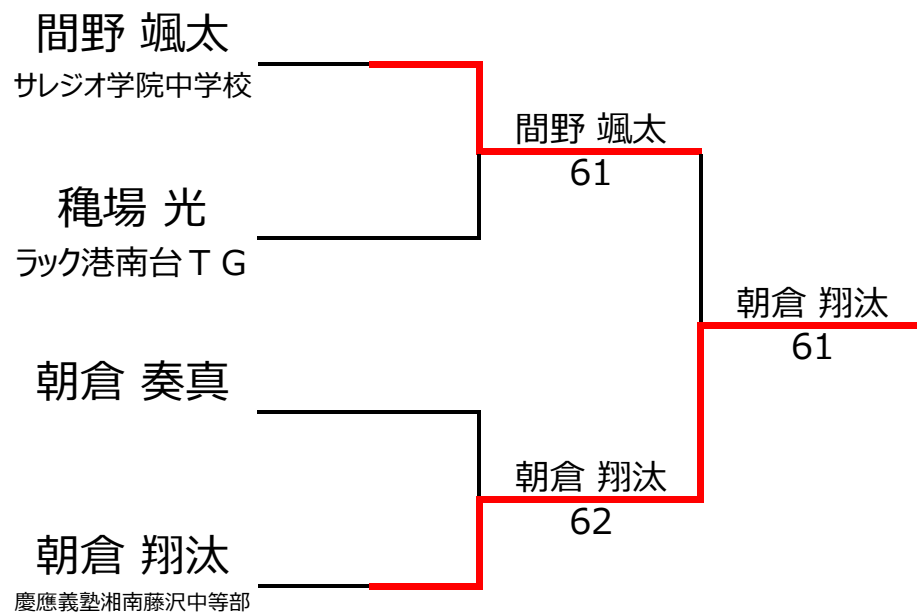 間野 颯太
サレジオ学院中学校
間野 颯太
61
穐場 光
ラック港南台ＴＧ
朝倉 翔汰
61
朝倉 奏真
朝倉 翔汰
62
朝倉 翔汰
慶應義塾湘南藤沢中等部